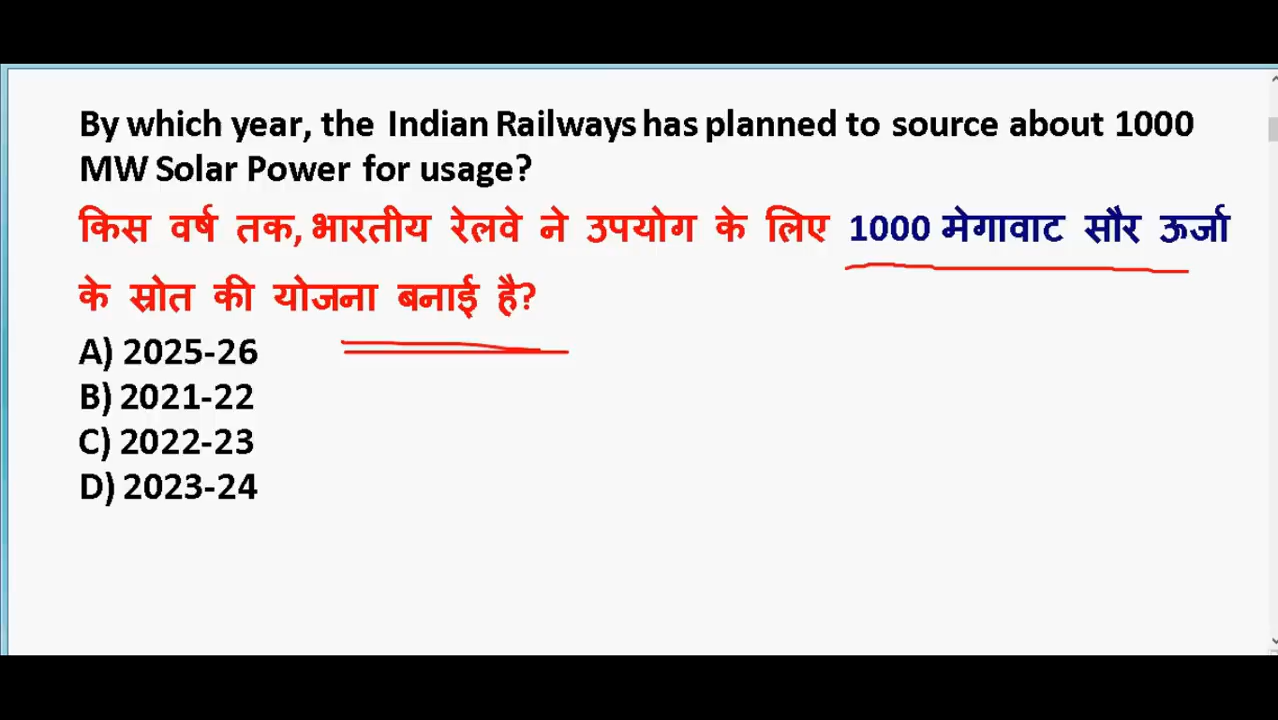 By which year, the Indian Railways has planned to source about 1000
MW Solar Power for usage?
किस वर्ष तक, भारतीय रेलवे ने उपयोग के लिए 1000 मेगावाट सौर ऊर्जा
के स्रोत की योजना बनाई है?
A) 2025-26
B) 2021-22
C) 2022-23
D) 2023-24